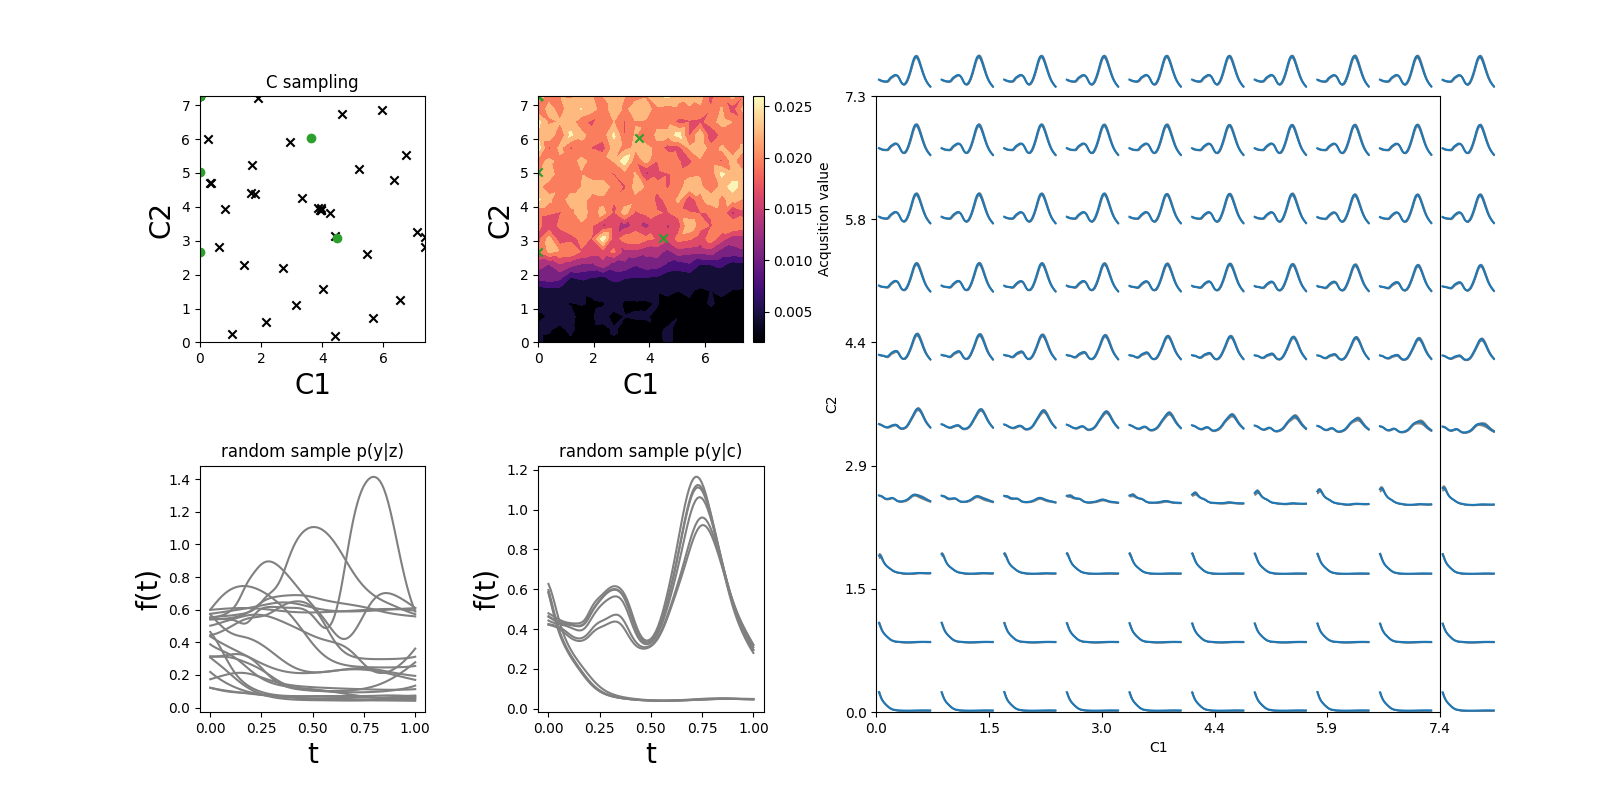 C sampling
7
6
5
4
3
2
1
0
C2
0 2 4 6
C1
7
6
5
4
3
2
1
0
C2
0 2 4 6
C1
0.025
0.020
0.015
0.010
0.005
Acqusition value
random sample p(y|z)
1.4
1.2
1.0
0.8
0.6
0.4
0.2
0.0
f(t)
0.00 0.25 0.50 0.75 1.00
t
random sample p(y|c)
1.2
1.0
0.8
0.6
0.4
0.2
0.0
f(t)
0.00 0.25 0.50 0.75 1.00
t
7.3
5.8
4.4
2.9
1.5
0.0
C2
0.0 1.5 3.0 4.4 5.9 7.4
C1